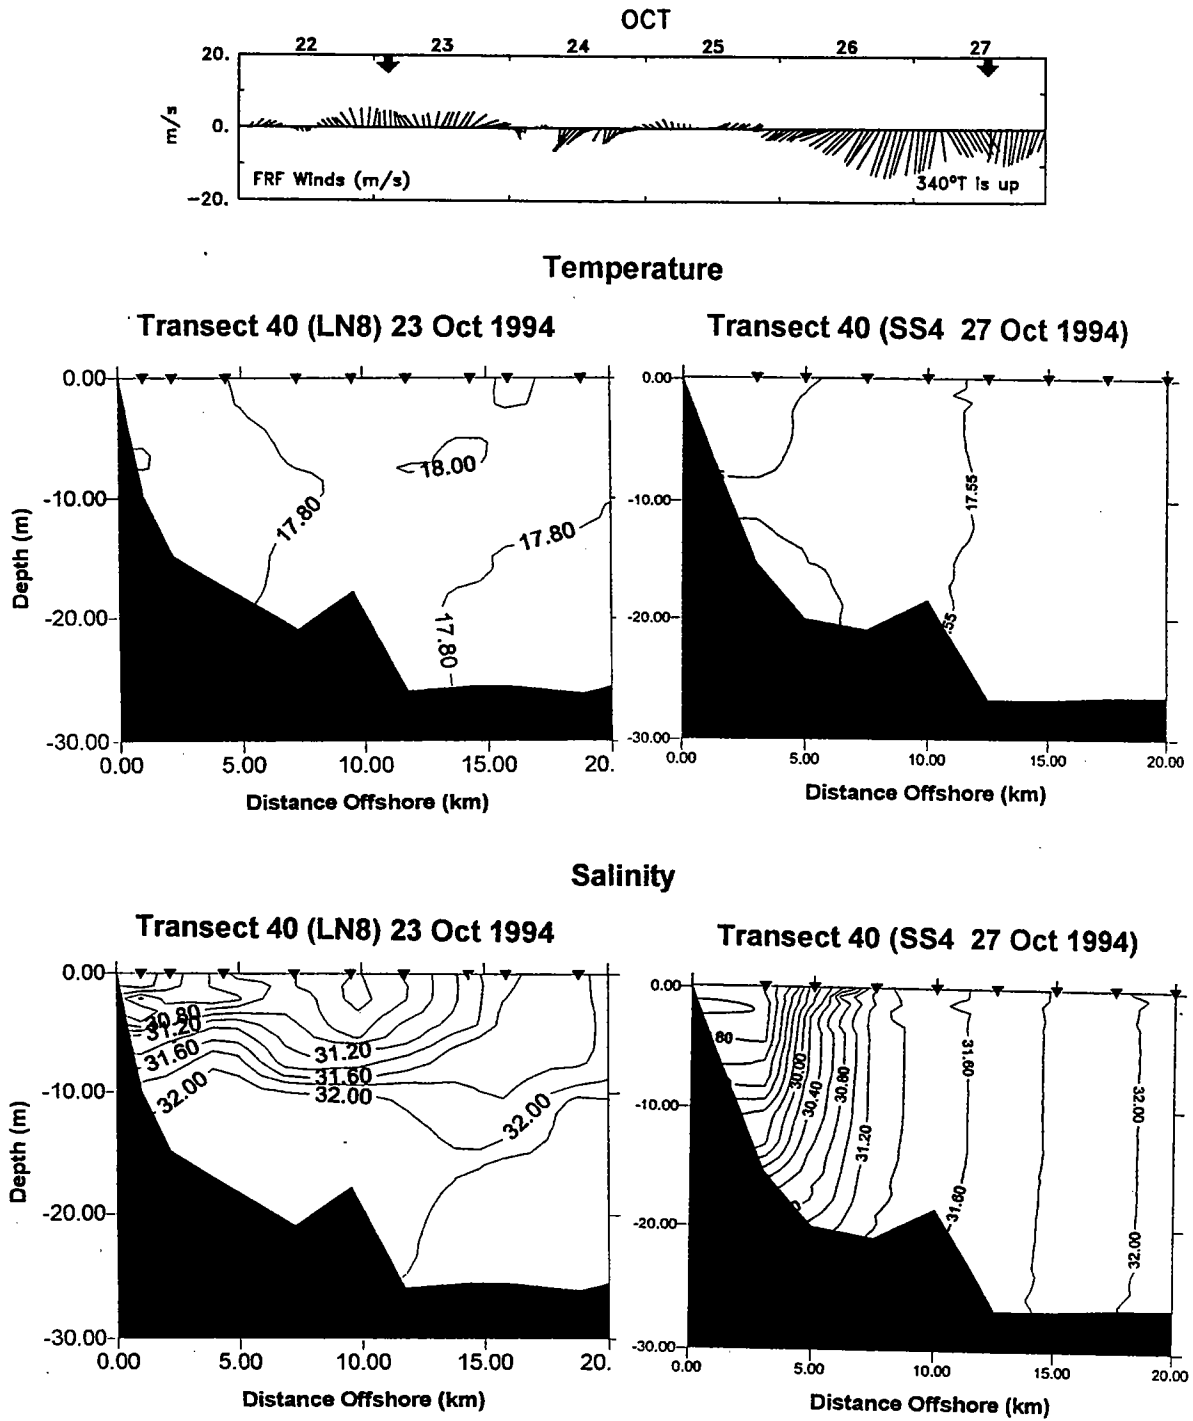 OCT
22 23 24 25 26 27
20.
0.
-20.
m/s
FRF Winds (m/s)
340°T is up
Temperature
Transect 40 (LN8) 23 Oct 1994
0.00
-10.00
-20.00
-30.00
Depth (m)
17.80
18.00
17.80
17.80
0.00 5.00 10.00 15.00 20.
Distance Offshore (km)
Transect 40 (SS4 27 Oct 1994)
0.00
-10.00
-20.00
-30.00
17.55
.55
0.00 5.00 10.00 15.00 20.00
Distance Offshore (km)
Salinity
Transect 40 (LN8) 23 Oct 1994
0.00
-10.00
-20.00
-30.00
Depth (m)
30.80
31.20
31.60
32.00
31.20
31.60
32.00
32.00
0.00 5.00 10.00 15.00 20.
Distance Offshore (km)
Transect 40 (SS4 27 Oct 1994)
0.00
-10.00
-20.00
-30.00
.80
30.00
30.40
30.80
31.20
31.60
31.60
32.00
32.00
0.00 5.00 10.00 15.00 20.00
Distance Offshore (km)